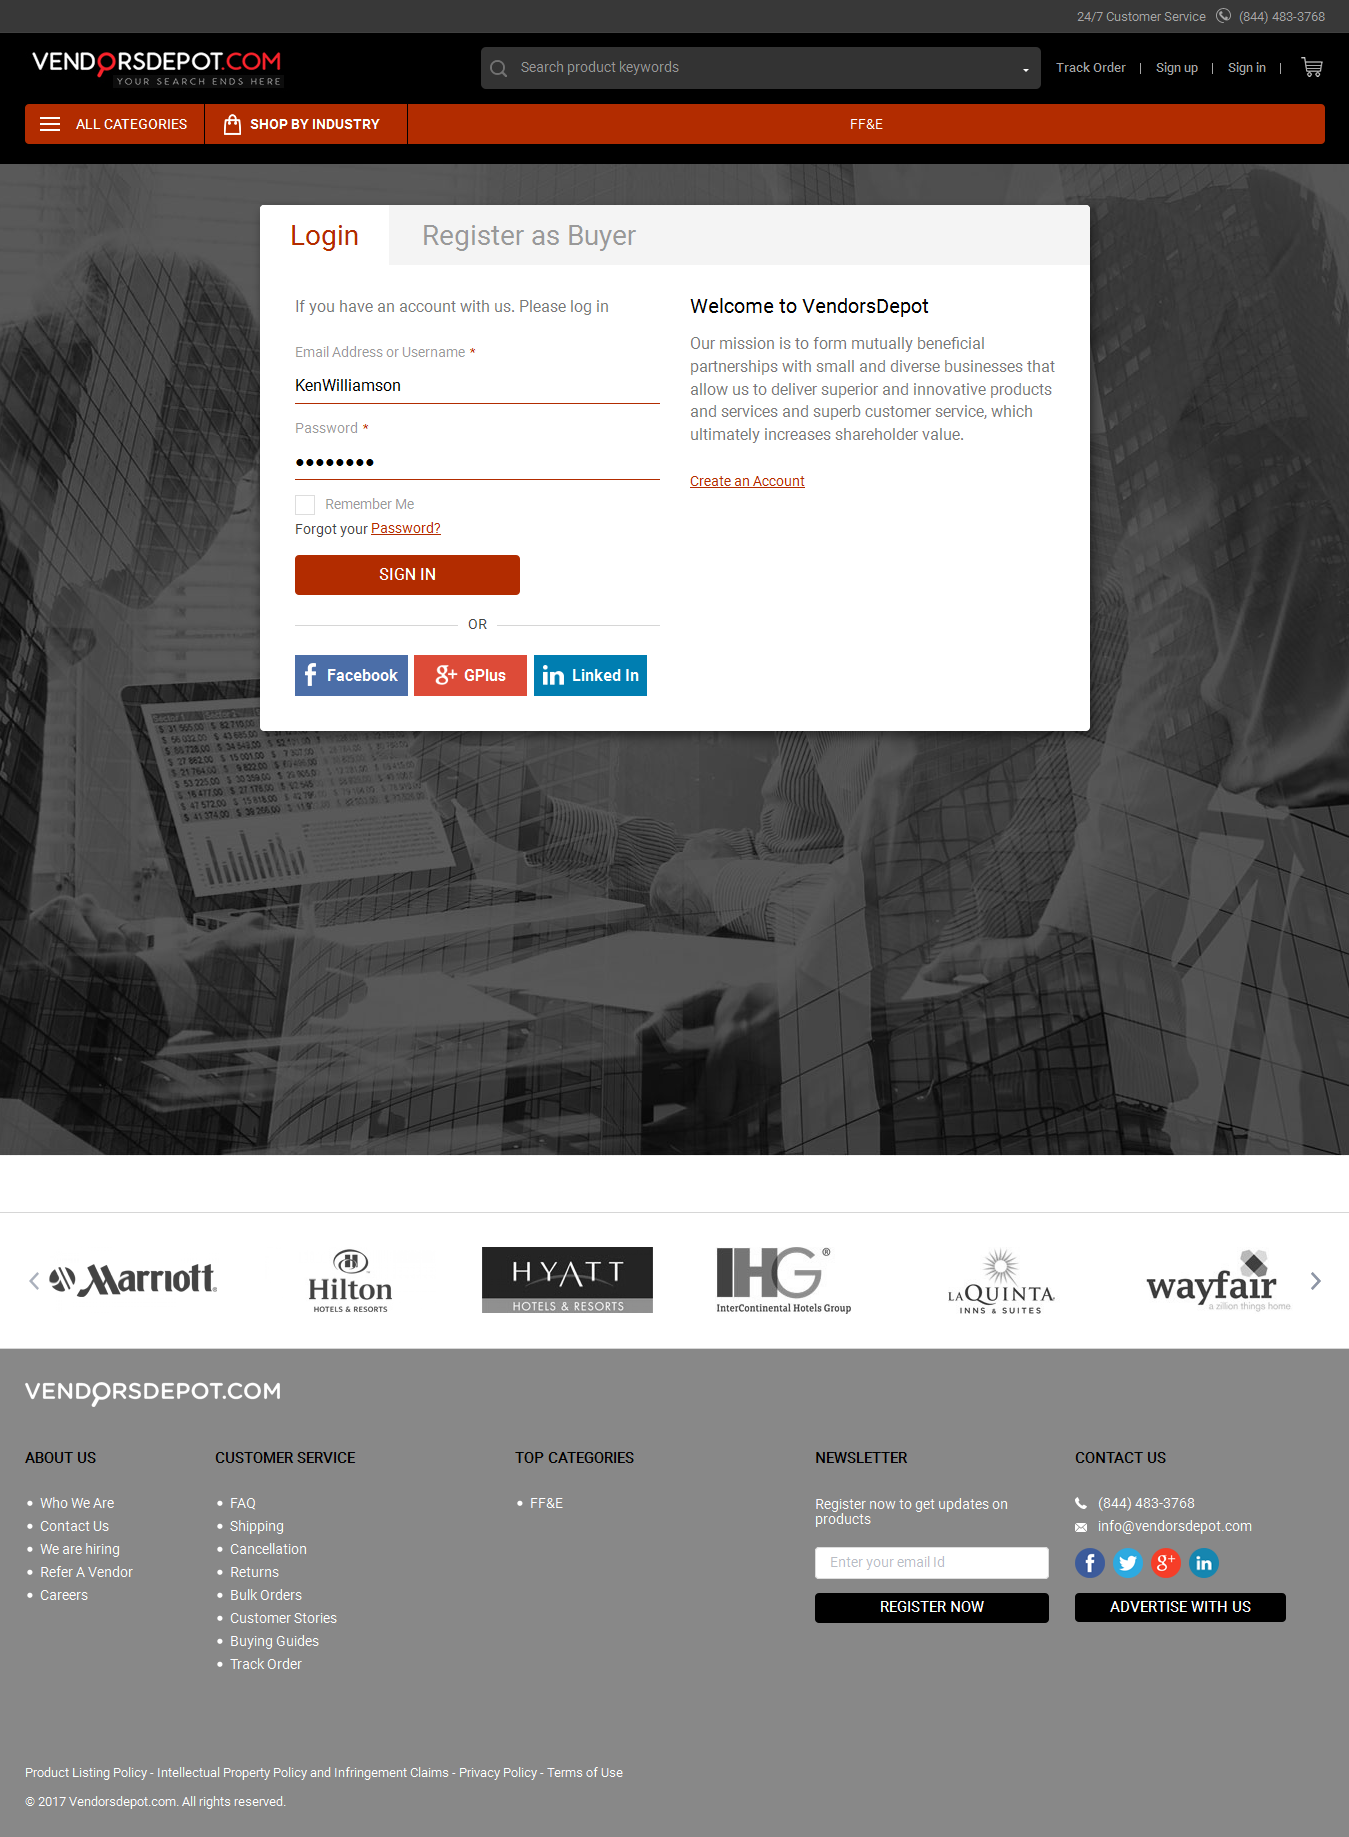 24/7 Customer Service (844) 483-3768
VENDORSDEPOT.COM
YOUR SEARCH ENDS HERE
Search product keywords
Track Order | Sign up | Sign in |
ALL CATEGORIES
SHOP BY INDUSTRY
FF&E
Login
Register as Buyer
If you have an account with us. Please log in
Email Address or Username *
KenWilliamson
Password *
••••••••
Remember Me
Forgot your Password?
SIGN IN
OR
Facebook
GPlus
Linked In
Welcome to VendorsDepot
Our mission is to form mutually beneficial
partnerships with small and diverse businesses that
allow us to deliver superior and innovative products
and services and superb customer service, which
ultimately increases shareholder value.
Create an Account
Marriott
Hilton
HOTELS & RESORTS
HYATT
HOTELS & RESORTS
IHG®
InterContinental Hotels Group
LAQUINTA
INNS & SUITES
wayfair
a zillion things home
VENDORSDEPOT.COM
ABOUT US
• Who We Are
• Contact Us
• We are hiring
• Refer A Vendor
• Careers
CUSTOMER SERVICE
• FAQ
• Shipping
• Cancellation
• Returns
• Bulk Orders
• Customer Stories
• Buying Guides
• Track Order
TOP CATEGORIES
• FF&E
NEWSLETTER
Register now to get updates on
products
Enter your email Id
REGISTER NOW
CONTACT US
(844) 483-3768
info@vendorsdepot.com
ADVERTISE WITH US
Product Listing Policy - Intellectual Property Policy and Infringement Claims - Privacy Policy - Terms of Use
© 2017 Vendorsdepot.com. All rights reserved.